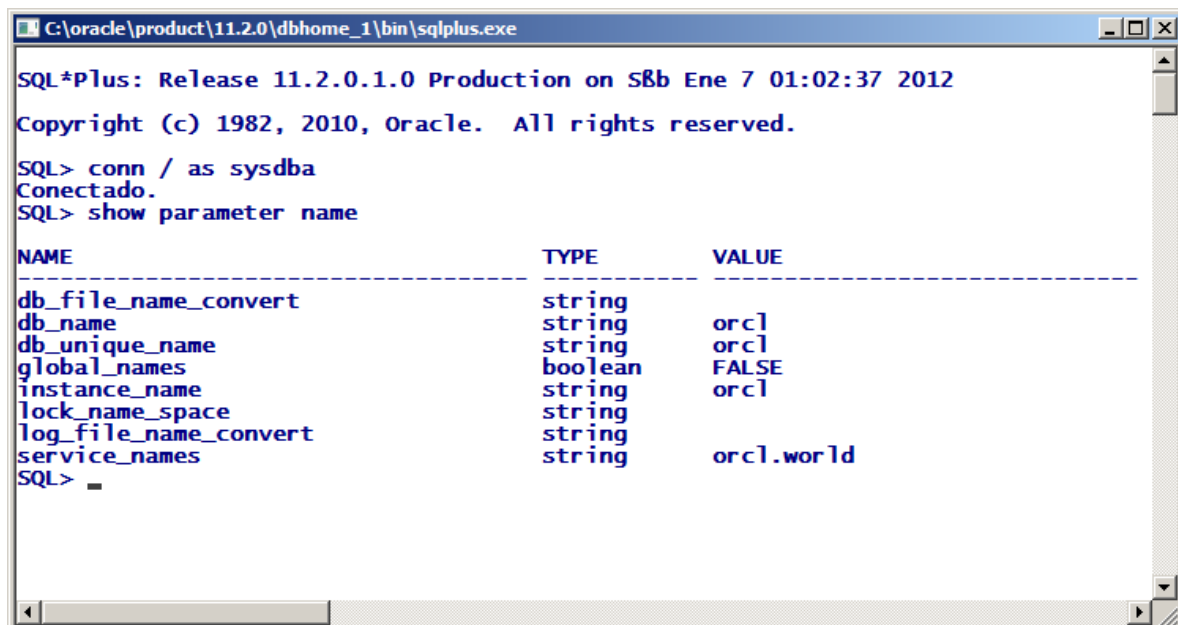 C:\oracle\product\11.2.0\dbhome_1\bin\sqlplus.exe
SQL*Plus: Release 11.2.0.1.0 Production on Sßb Ene 7 01:02:37 2012
Copyright (c) 1982, 2010, Oracle.  All rights reserved.
SQL> conn / as sysdba
Conectado.
SQL> show parameter name
NAME                                 TYPE        VALUE
------------------------------------ ----------- ------------------------------
db_file_name_convert                 string
db_name                              string      orcl
db_unique_name                       string      orcl
global_names                         boolean     FALSE
instance_name                        string      orcl
lock_name_space                      string
log_file_name_convert                string
service_names                        string      orcl.world
SQL> _